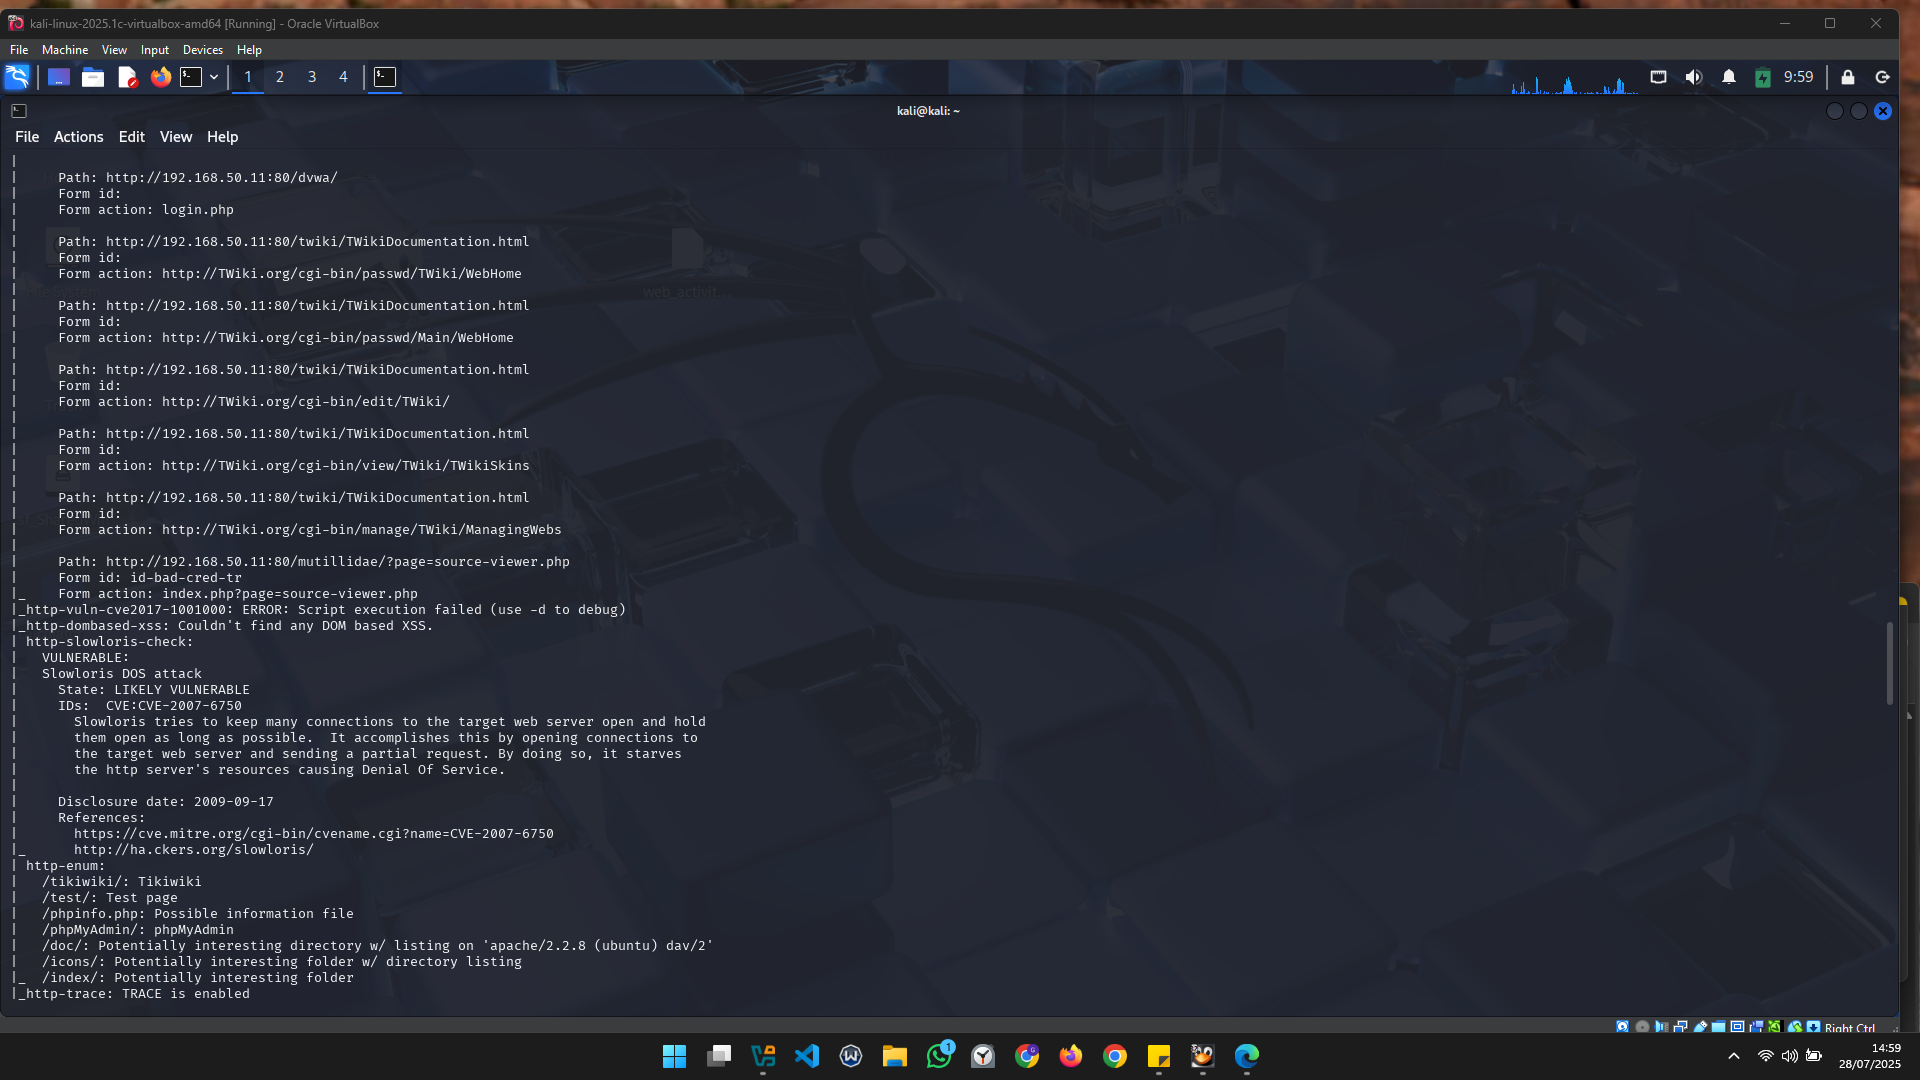 kali-linux-2025.1c-virtualbox-amd64 [Running] - Oracle VirtualBox
File Machine View Input Devices Help
1 2 3 4 9:59
kali@kali: ~
File Actions Edit View Help
|
|     Path: http://192.168.50.11:80/dvwa/
|     Form id:
|     Form action: login.php
|
|     Path: http://192.168.50.11:80/twiki/TWikiDocumentation.html
|     Form id:
|     Form action: http://TWiki.org/cgi-bin/passwd/TWiki/WebHome
|
|     Path: http://192.168.50.11:80/twiki/TWikiDocumentation.html
|     Form id:
|     Form action: http://TWiki.org/cgi-bin/passwd/Main/WebHome
|
|     Path: http://192.168.50.11:80/twiki/TWikiDocumentation.html
|     Form id:
|     Form action: http://TWiki.org/cgi-bin/edit/TWiki/
|
|     Path: http://192.168.50.11:80/twiki/TWikiDocumentation.html
|     Form id:
|     Form action: http://TWiki.org/cgi-bin/view/TWiki/TWikiSkins
|
|     Path: http://192.168.50.11:80/twiki/TWikiDocumentation.html
|     Form id:
|     Form action: http://TWiki.org/cgi-bin/manage/TWiki/ManagingWebs
|
|     Path: http://192.168.50.11:80/mutillidae/?page=source-viewer.php
|     Form id: id-bad-cred-tr
|_    Form action: index.php?page=source-viewer.php
|_http-vuln-cve2017-1001000: ERROR: Script execution failed (use -d to debug)
|_http-dombased-xss: Couldn't find any DOM based XSS.
| http-slowloris-check:
|   VULNERABLE:
|   Slowloris DOS attack
|     State: LIKELY VULNERABLE
|     IDs:  CVE:CVE-2007-6750
|       Slowloris tries to keep many connections to the target web server open and hold
|       them open as long as possible.  It accomplishes this by opening connections to
|       the target web server and sending a partial request. By doing so, it starves
|       the http server's resources causing Denial Of Service.
|
|     Disclosure date: 2009-09-17
|     References:
|       https://cve.mitre.org/cgi-bin/cvename.cgi?name=CVE-2007-6750
|_      http://ha.ckers.org/slowloris/
| http-enum:
|   /tikiwiki/: Tikiwiki
|   /test/: Test page
|   /phpinfo.php: Possible information file
|   /phpMyAdmin/: phpMyAdmin
|   /doc/: Potentially interesting directory w/ listing on 'apache/2.2.8 (ubuntu) dav/2'
|   /icons/: Potentially interesting folder w/ directory listing
|_  /index/: Potentially interesting folder
|_http-trace: TRACE is enabled
web_activit...
Right Ctrl
1
14:59
28/07/2025